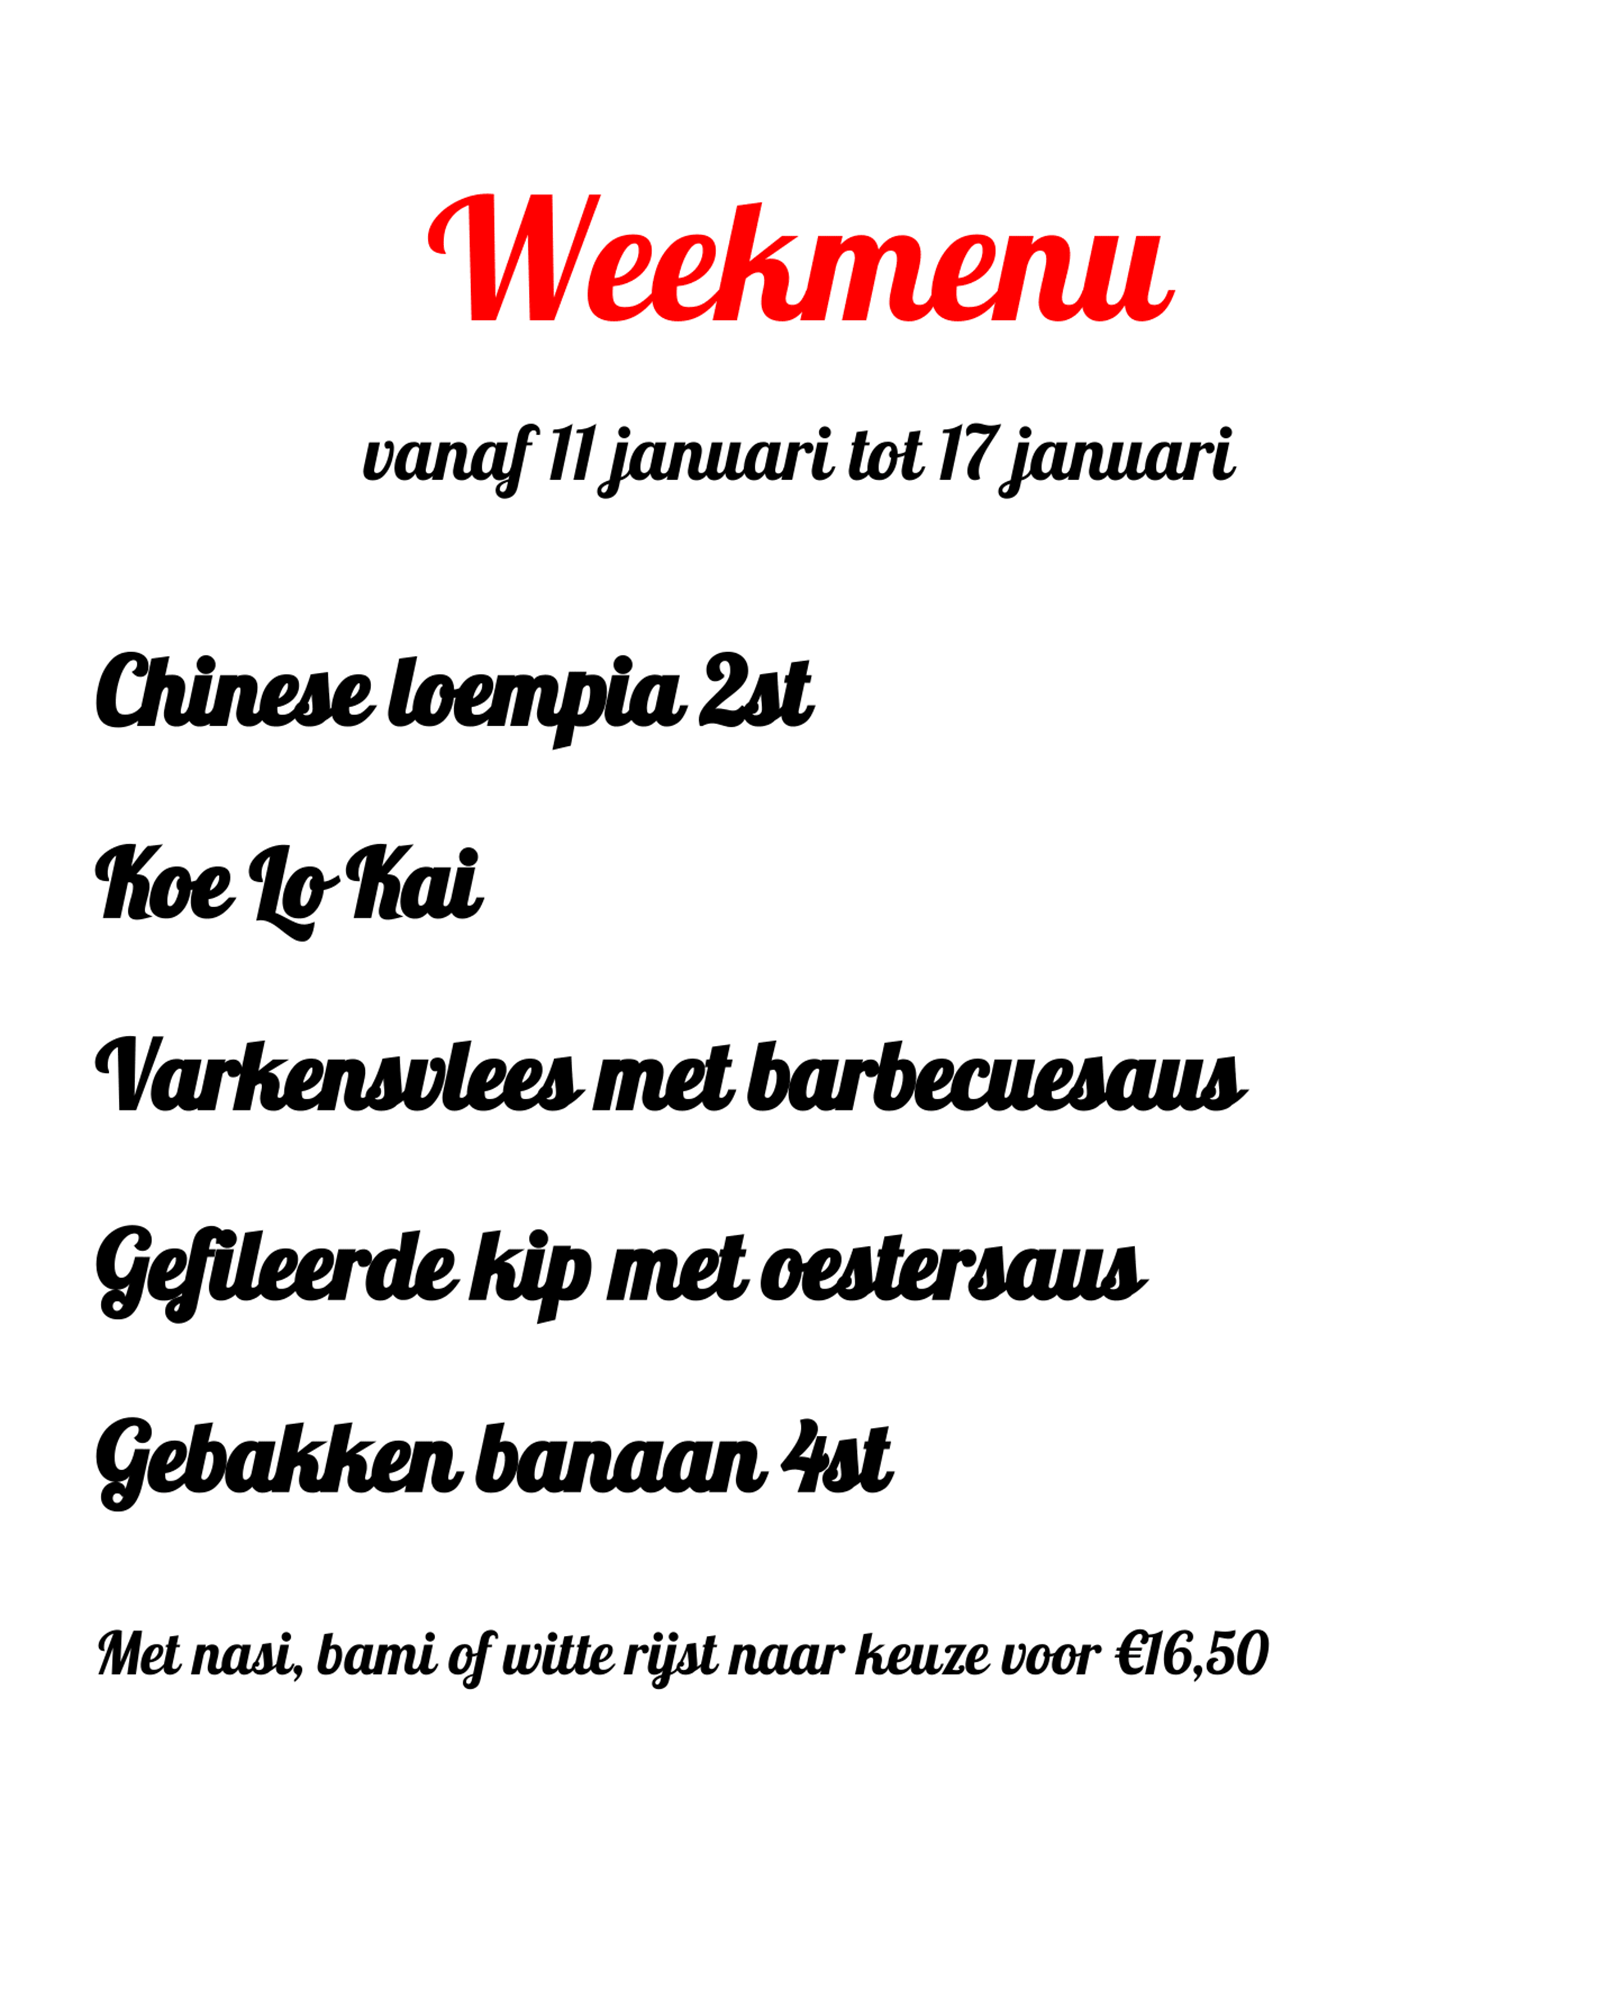 Weekmenu
vanaf 11 januari tot 17 januari
Chinese loempia 2st
Koe Lo Kai
Varkensvlees met barbecuesaus
Gefileerde kip met oestersaus
Gebakken banaan 4st
Met nasi, bami of witte rijst naar keuze voor €16,50